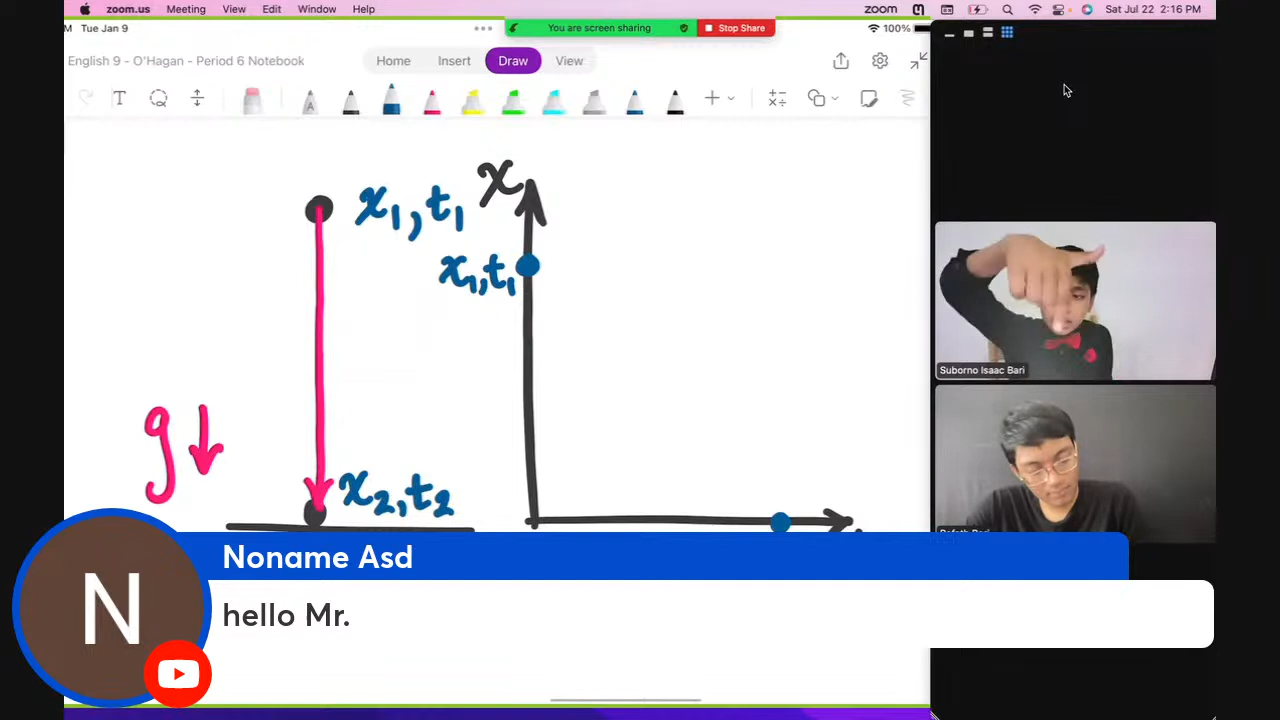 zoom.us Meeting View Edit Window Help zoom Sat Jul 22 2:16 PM
M Tue Jan 9 You are screen sharing Stop Share 100%
English 9 - O'Hagan - Period 6 Notebook Home Insert Draw View
T A
x
x₁, t₁
x₁, t₁
g
x₂, t₂
Suborno Isaac Bari
Noname Asd
N
hello Mr.